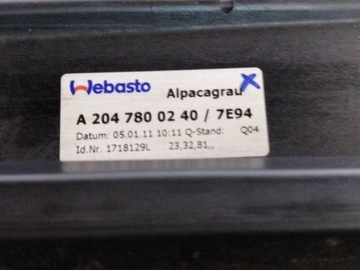 Webasto Alpacagrau
A 204 780 02 40 / 7E94
Datum: 05.01.11 10:11 Q-Stand: Q04
Id.Nr. 1718129L 23,32,81,,